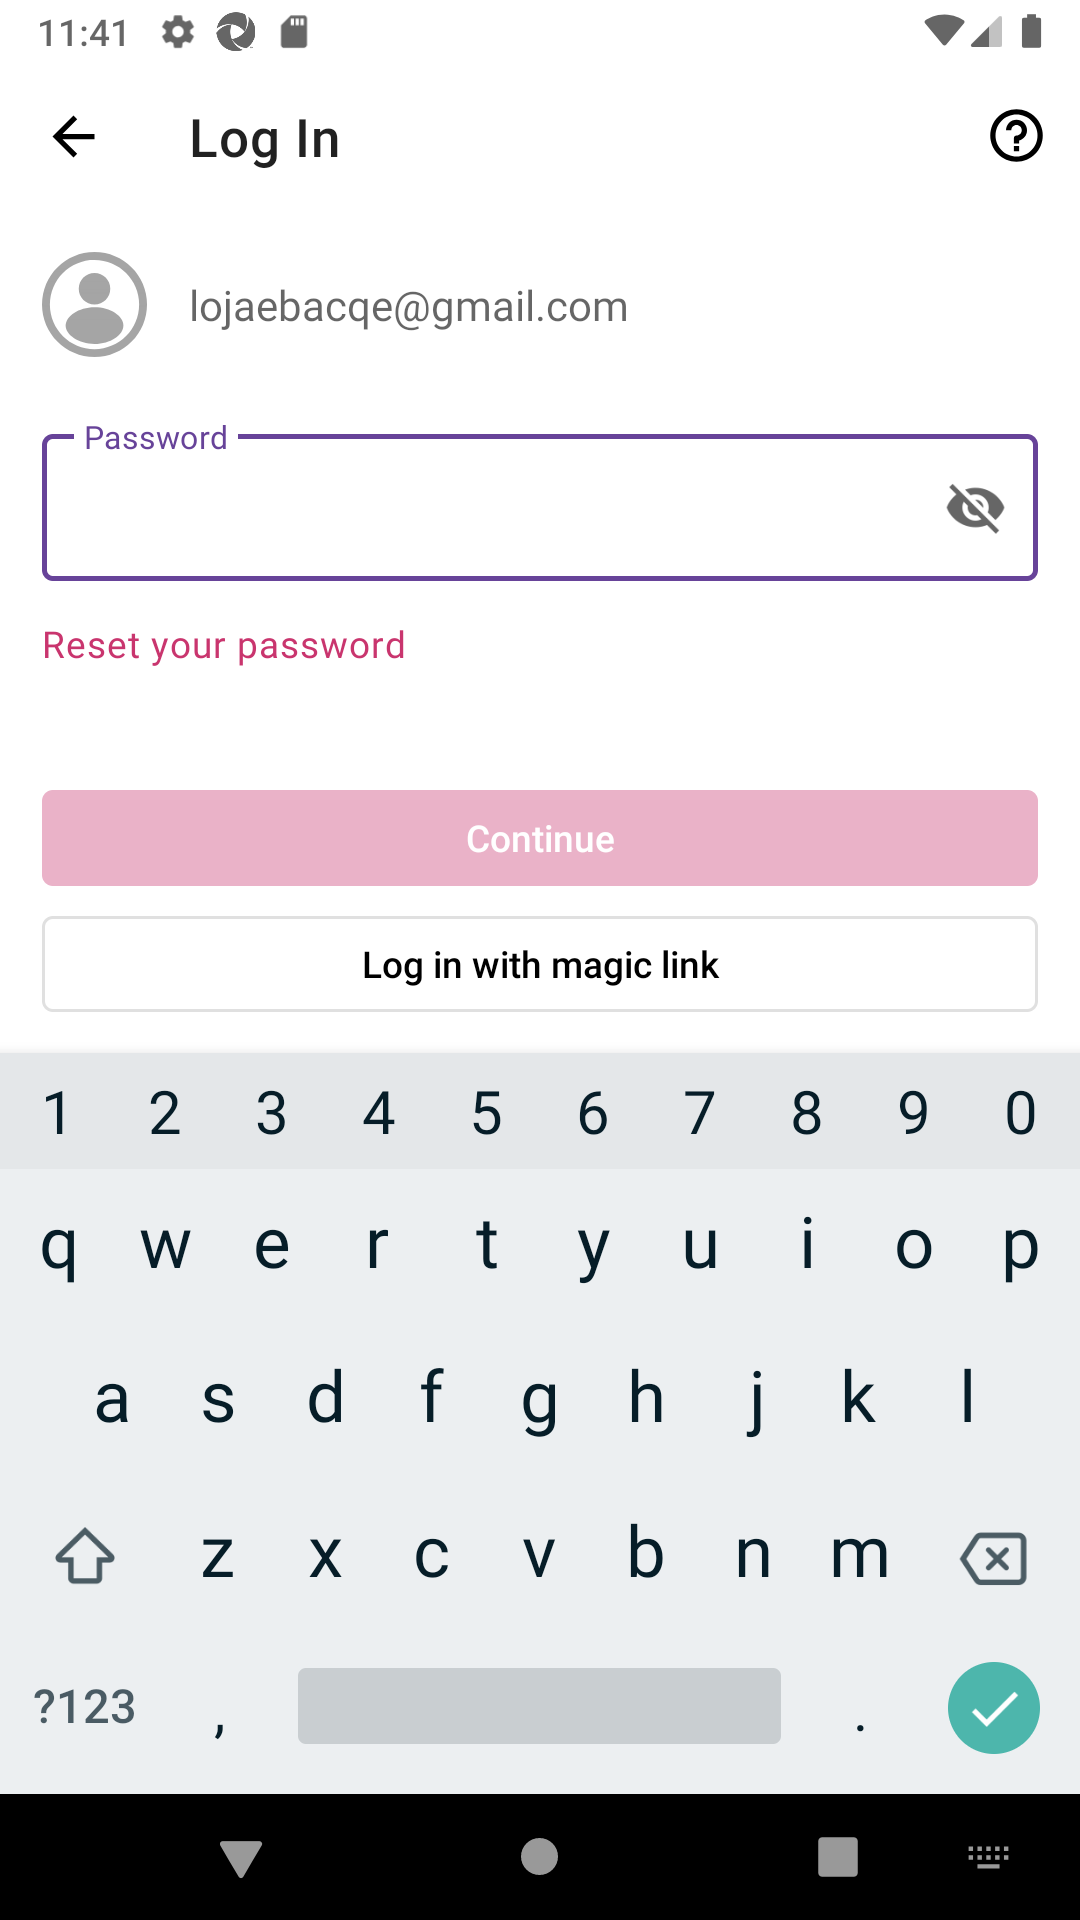 11:41
Log In
lojaebacqe@gmail.com
Password
Reset your password
Continue
Log in with magic link
1 2 3 4 5 6 7 8 9 0
q w e r t y u i o p
a s d f g h j k l
z x c v b n m
?123 , .